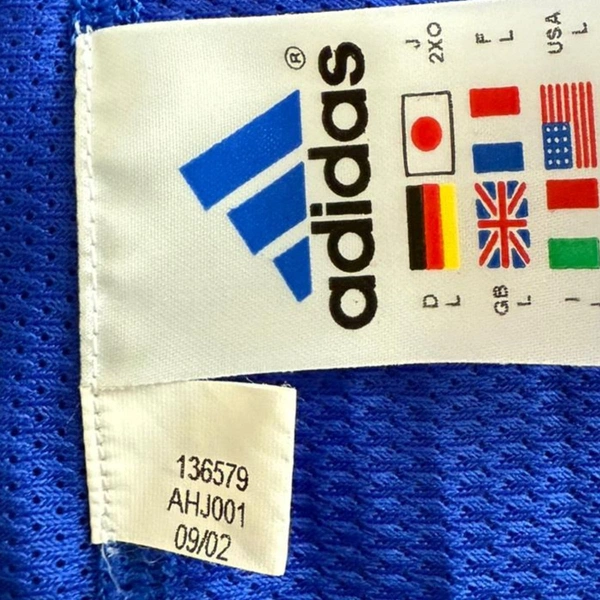 ®
adidas
J
2XO
F
L
USA
L
D
L
GB
L
I
L
136579
AHJ001
09/02